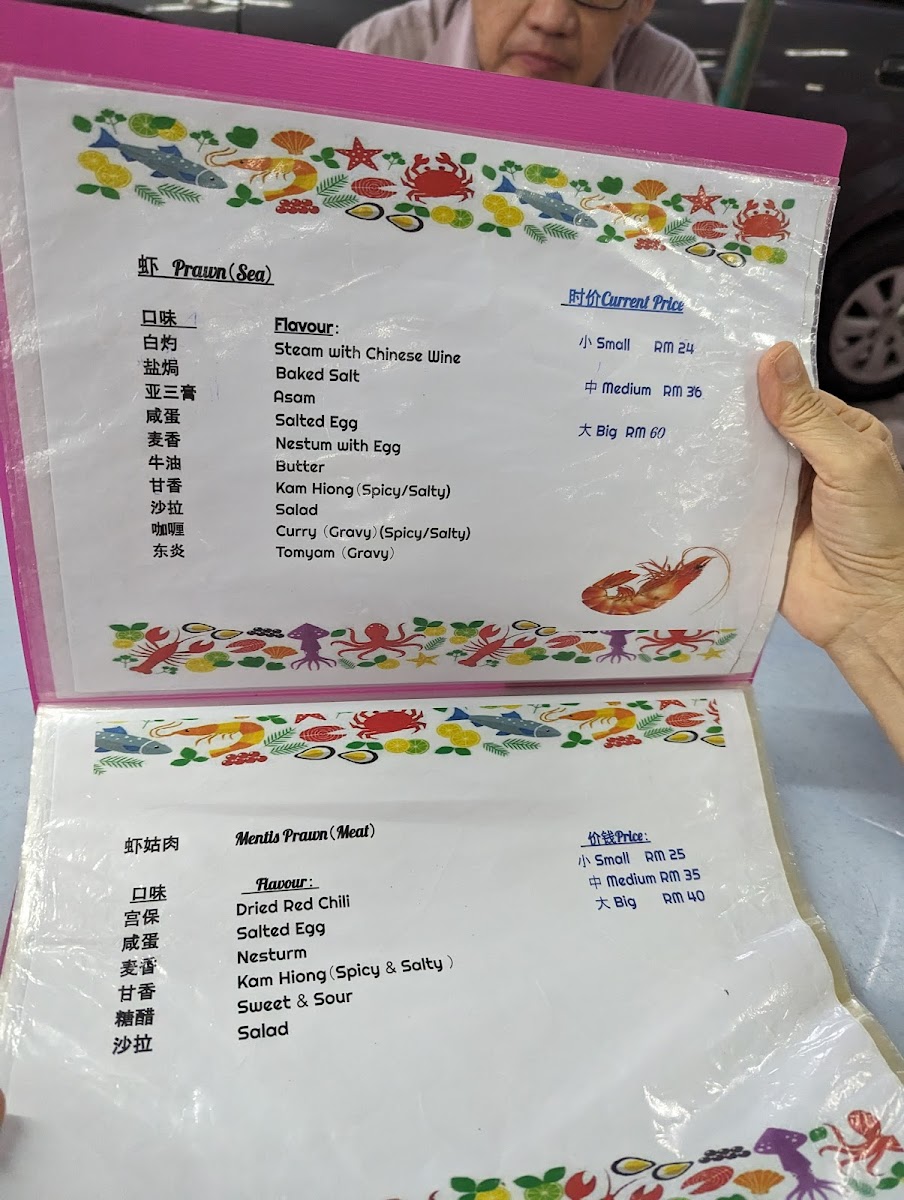 虾 Prawn(Sea)
时价Current Price
口味 Flavour:
白灼 Steam with Chinese Wine
盐焗 Baked Salt
亚三膏 Asam
咸蛋 Salted Egg
麦香 Nestum with Egg
牛油 Butter
甘香 Kam Hiong(Spicy/Salty)
沙拉 Salad
咖喱 Curry (Gravy)(Spicy/Salty)
东炎 Tomyam (Gravy)
小 Small RM 24
中 Medium RM 36
大 Big RM 60
虾姑肉 Mentis Prawn(Meat)
价钱Price:
小 Small RM 25
中 Medium RM 35
大 Big RM 40
口味 Flavour:
宫保 Dried Red Chili
咸蛋 Salted Egg
麦香 Nesturm
甘香 Kam Hiong(Spicy & Salty )
糖醋 Sweet & Sour
沙拉 Salad